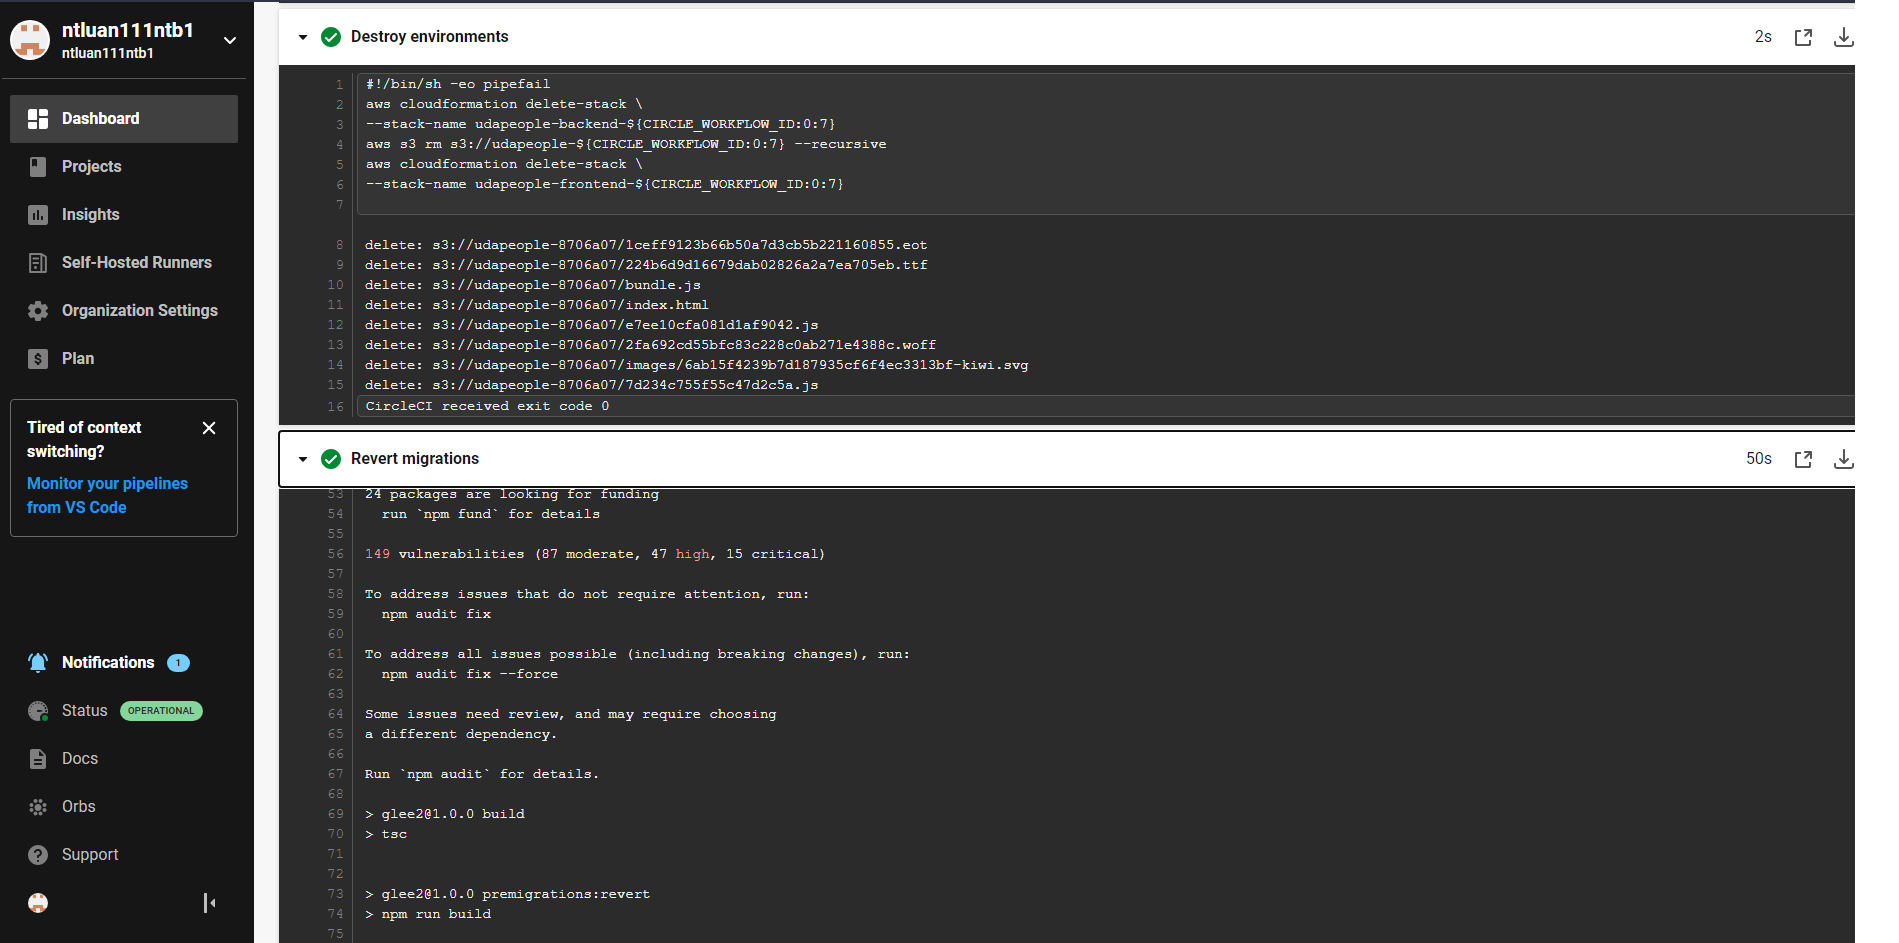 ntluan111ntb1
ntluan111ntb1
Dashboard
Projects
Insights
Self-Hosted Runners
Organization Settings
Plan
Tired of context
switching?
Monitor your pipelines
from VS Code
Notifications 1
Status OPERATIONAL
Docs
Orbs
Support
Destroy environments 2s
1 #!/bin/sh -eo pipefail
2 aws cloudformation delete-stack \
3 --stack-name udapeople-backend-${CIRCLE_WORKFLOW_ID:0:7}
4 aws s3 rm s3://udapeople-${CIRCLE_WORKFLOW_ID:0:7} --recursive
5 aws cloudformation delete-stack \
6 --stack-name udapeople-frontend-${CIRCLE_WORKFLOW_ID:0:7}
7
8 delete: s3://udapeople-8706a07/1ceff9123b66b50a7d3cb5b221160855.eot
9 delete: s3://udapeople-8706a07/224b6d9d16679dab02826a2a7ea705eb.ttf
10 delete: s3://udapeople-8706a07/bundle.js
11 delete: s3://udapeople-8706a07/index.html
12 delete: s3://udapeople-8706a07/e7ee10cfa081d1af9042.js
13 delete: s3://udapeople-8706a07/2fa692cd55bfc83c228c0ab271e4388c.woff
14 delete: s3://udapeople-8706a07/images/6ab15f4239b7d187935cf6f4ec3313bf-kiwi.svg
15 delete: s3://udapeople-8706a07/7d234c755f55c47d2c5a.js
16 CircleCI received exit code 0
Revert migrations 50s
53 24 packages are looking for funding
54 run `npm fund` for details
55
56 149 vulnerabilities (87 moderate, 47 high, 15 critical)
57
58 To address issues that do not require attention, run:
59 npm audit fix
60
61 To address all issues possible (including breaking changes), run:
62 npm audit fix --force
63
64 Some issues need review, and may require choosing
65 a different dependency.
66
67 Run `npm audit` for details.
68
69 > glee2@1.0.0 build
70 > tsc
71
72
73 > glee2@1.0.0 premigrations:revert
74 > npm run build
75